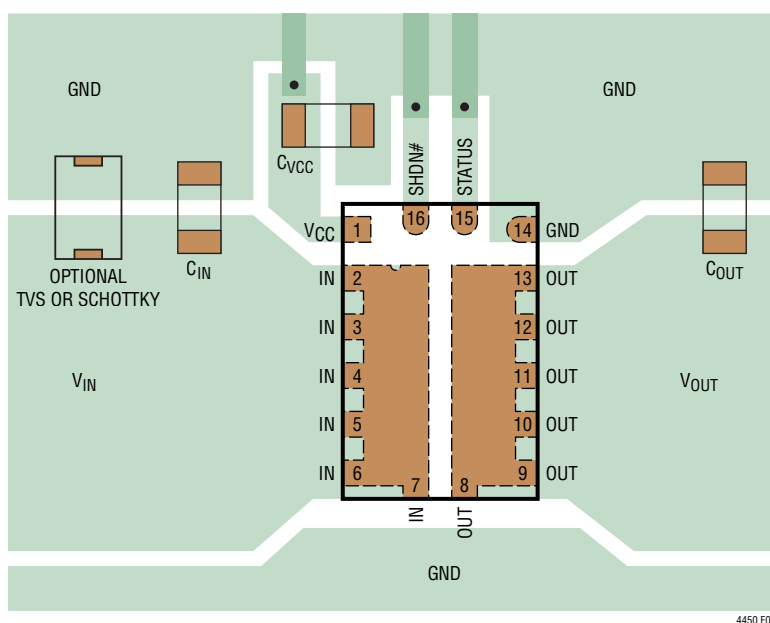 GND
GND
CVCC
SHDN#
STATUS
VCC
1
16
15
14
GND
CIN
COUT
OPTIONAL
TVS OR SCHOTTKY
IN
2
13
OUT
IN
3
12
OUT
VIN
IN
4
11
OUT
VOUT
IN
5
10
OUT
IN
6
7
8
9
OUT
IN
OUT
GND